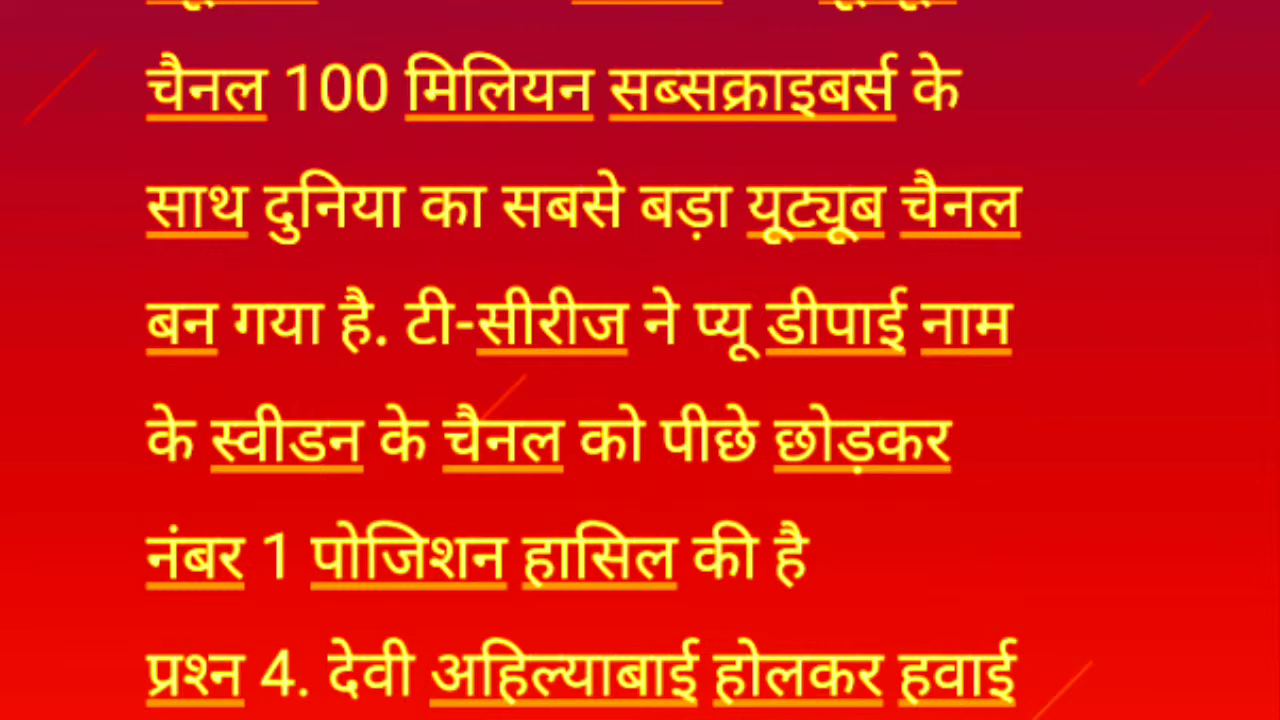 चैनल 100 मिलियन सब्सक्राइबर्स के
साथ दुनिया का सबसे बड़ा यूट्यूब चैनल
बन गया है. टी-सीरीज ने प्यू डीपाई नाम
के स्वीडन के चैनल को पीछे छोड़कर
नंबर 1 पोजिशन हासिल की है
प्रश्न 4. देवी अहिल्याबाई होलकर हवाई